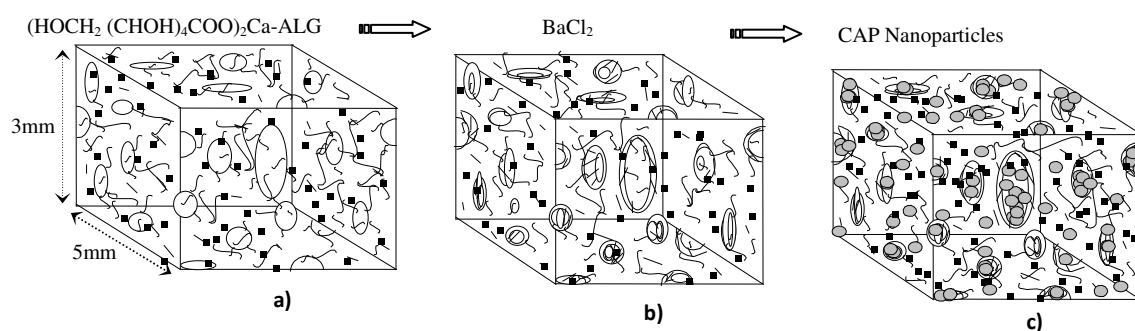 (HOCH2 (CHOH)4COO)2Ca-ALG
BaCl2
CAP Nanoparticles
3mm
5mm
a)
b)
c)